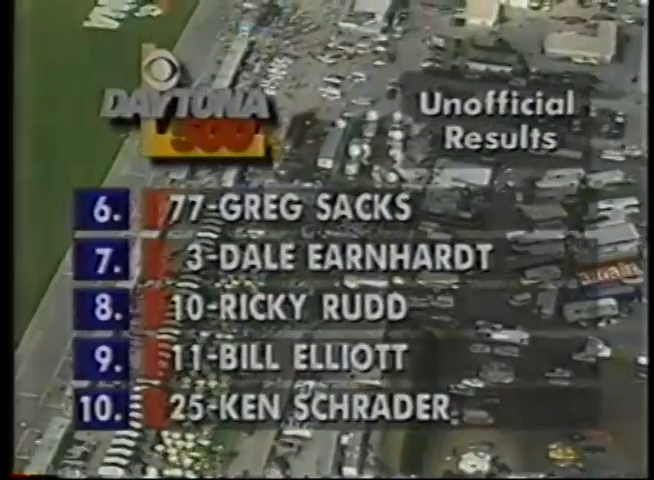 DAYTONA
500
Unofficial
Results
6. 77-GREG SACKS
7. 3-DALE EARNHARDT
8. 10-RICKY RUDD
9. 11-BILL ELLIOTT
10. 25-KEN SCHRADER